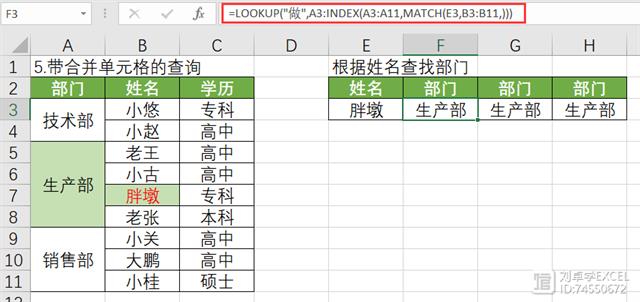 F3 =LOOKUP("做",A3:INDEX(A3:A11,MATCH(E3,B3:B11,)))
A B C D E F G H
1 5.带合并单元格的查询 根据姓名查找部门
2 部门 姓名 学历 姓名 部门 部门 部门
3 技术部 小悠 专科 胖墩 生产部 生产部 生产部
4 小赵 高中
5 生产部 老王 高中
6 小古 高中
7 胖墩 专科
8 老张 本科
9 销售部 小关 高中
10 大鹏 高中
11 小桂 硕士
刘卓学EXCEL
ID:74550672